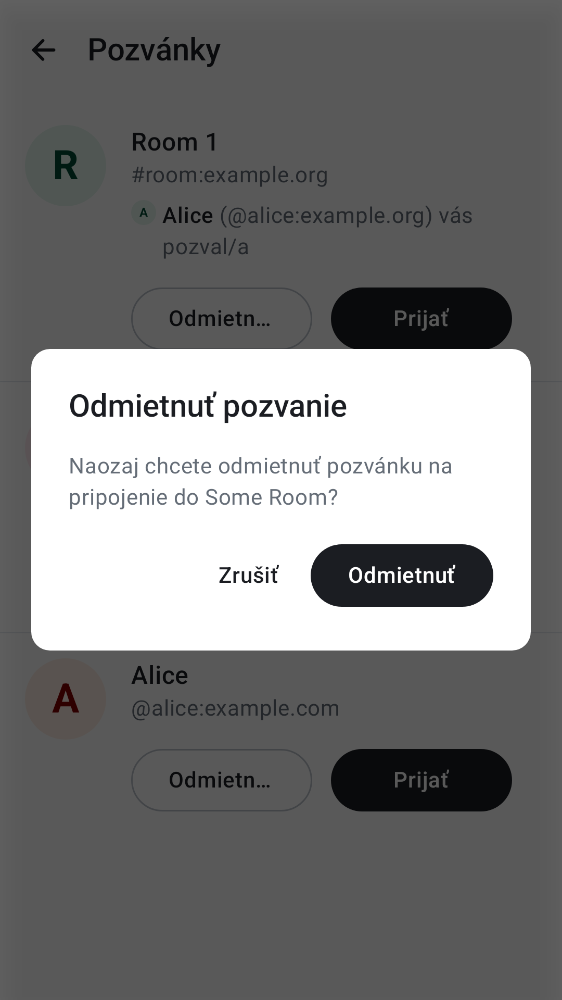 Pozvánky
R
Room 1
#room:example.org
A Alice (@alice:example.org) vás
pozval/a
Odmietn…
Prijať
Odmietnuť pozvanie
Naozaj chcete odmietnuť pozvánku na
pripojenie do Some Room?
Zrušiť
Odmietnuť
A
Alice
@alice:example.com
Odmietn…
Prijať